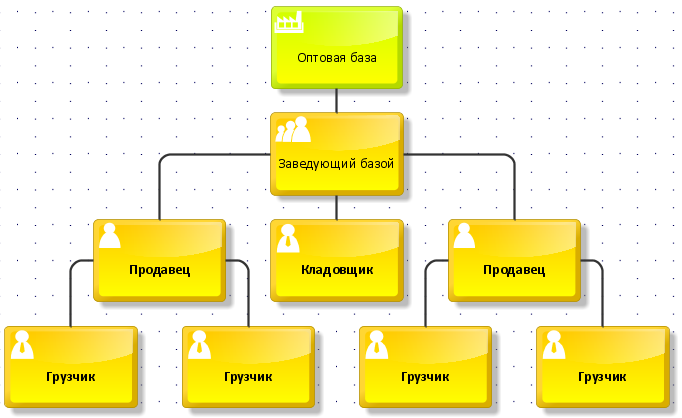 Оптовая база
Заведующий базой
Продавец
Кладовщик
Продавец
Грузчик
Грузчик
Грузчик
Грузчик